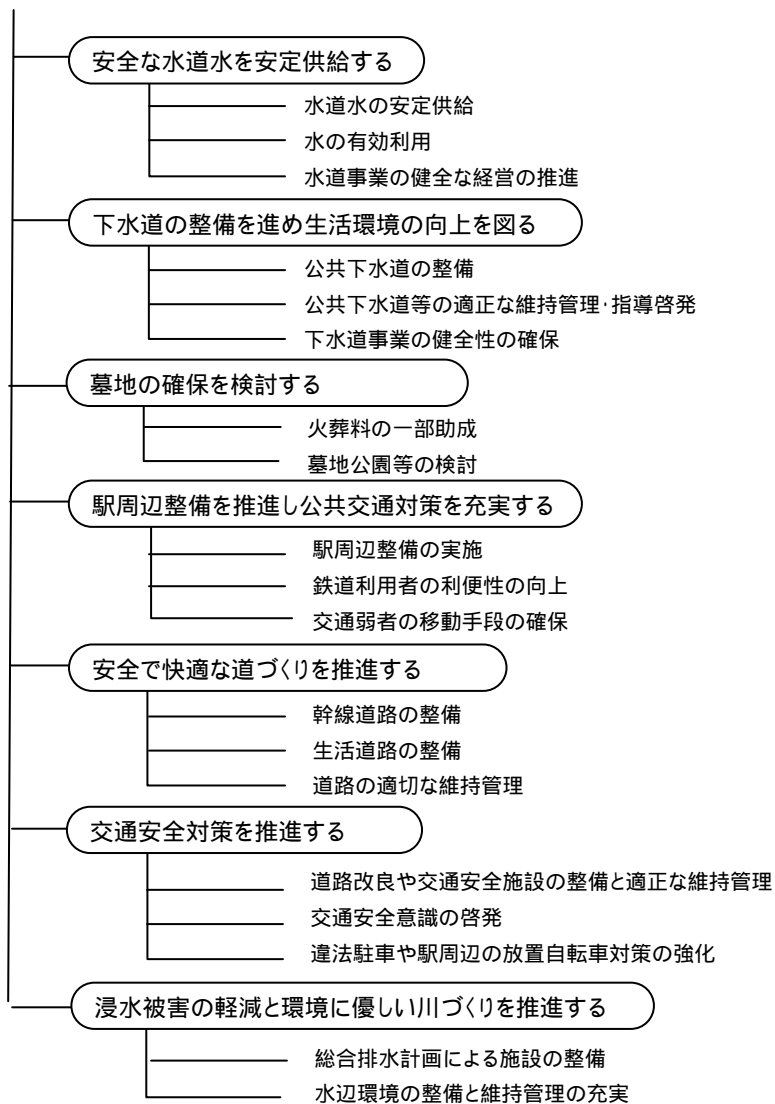 安全な水道水を安定供給する
水道水の安定供給
水の有効利用
水道事業の健全な経営の推進
下水道の整備を進め生活環境の向上を図る
公共下水道の整備
公共下水道等の適正な維持管理・指導啓発
下水道事業の健全性の確保
墓地の確保を検討する
火葬料の一部助成
墓地公園等の検討
駅周辺整備を推進し公共交通対策を充実する
駅周辺整備の実施
鉄道利用者の利便性の向上
交通弱者の移動手段の確保
安全で快適な道づくりを推進する
幹線道路の整備
生活道路の整備
道路の適切な維持管理
交通安全対策を推進する
道路改良や交通安全施設の整備と適正な維持管理
交通安全意識の啓発
違法駐車や駅周辺の放置自転車対策の強化
浸水被害の軽減と環境に優しい川づくりを推進する
総合排水計画による施設の整備
水辺環境の整備と維持管理の充実